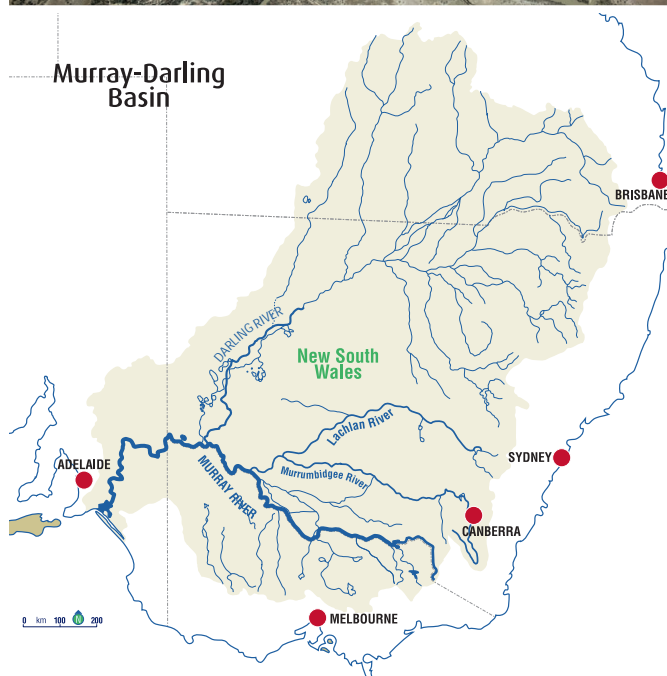 Murray-Darling
Basin
BRISBANE
DARLING RIVER
New South
Wales
Lachlan River
SYDNEY
ADELAIDE
MURRAY RIVER
Murrumbidgee River
CANBERRA
0 km 100 N 200
MELBOURNE